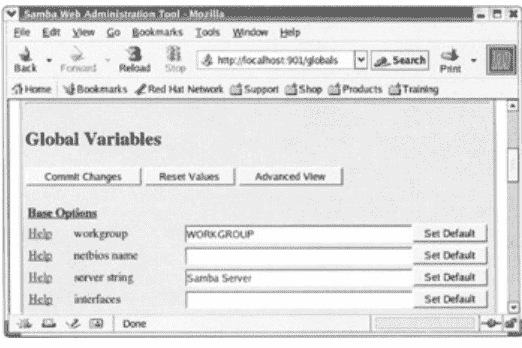 Samba Web Administration Tool - Mozilla
File Edit View Go Bookmarks Tools Window Help
Back Forward Reload Stop http://localhost:901/globals Search Print
Home Bookmarks Red Hat Network Support Shop Products Training
Global Variables
Commit Changes Reset Values Advanced View
Base Options
Help workgroup WORKGROUP Set Default
Help netbios name Set Default
Help server string Samba Server Set Default
Help interfaces Set Default
Done